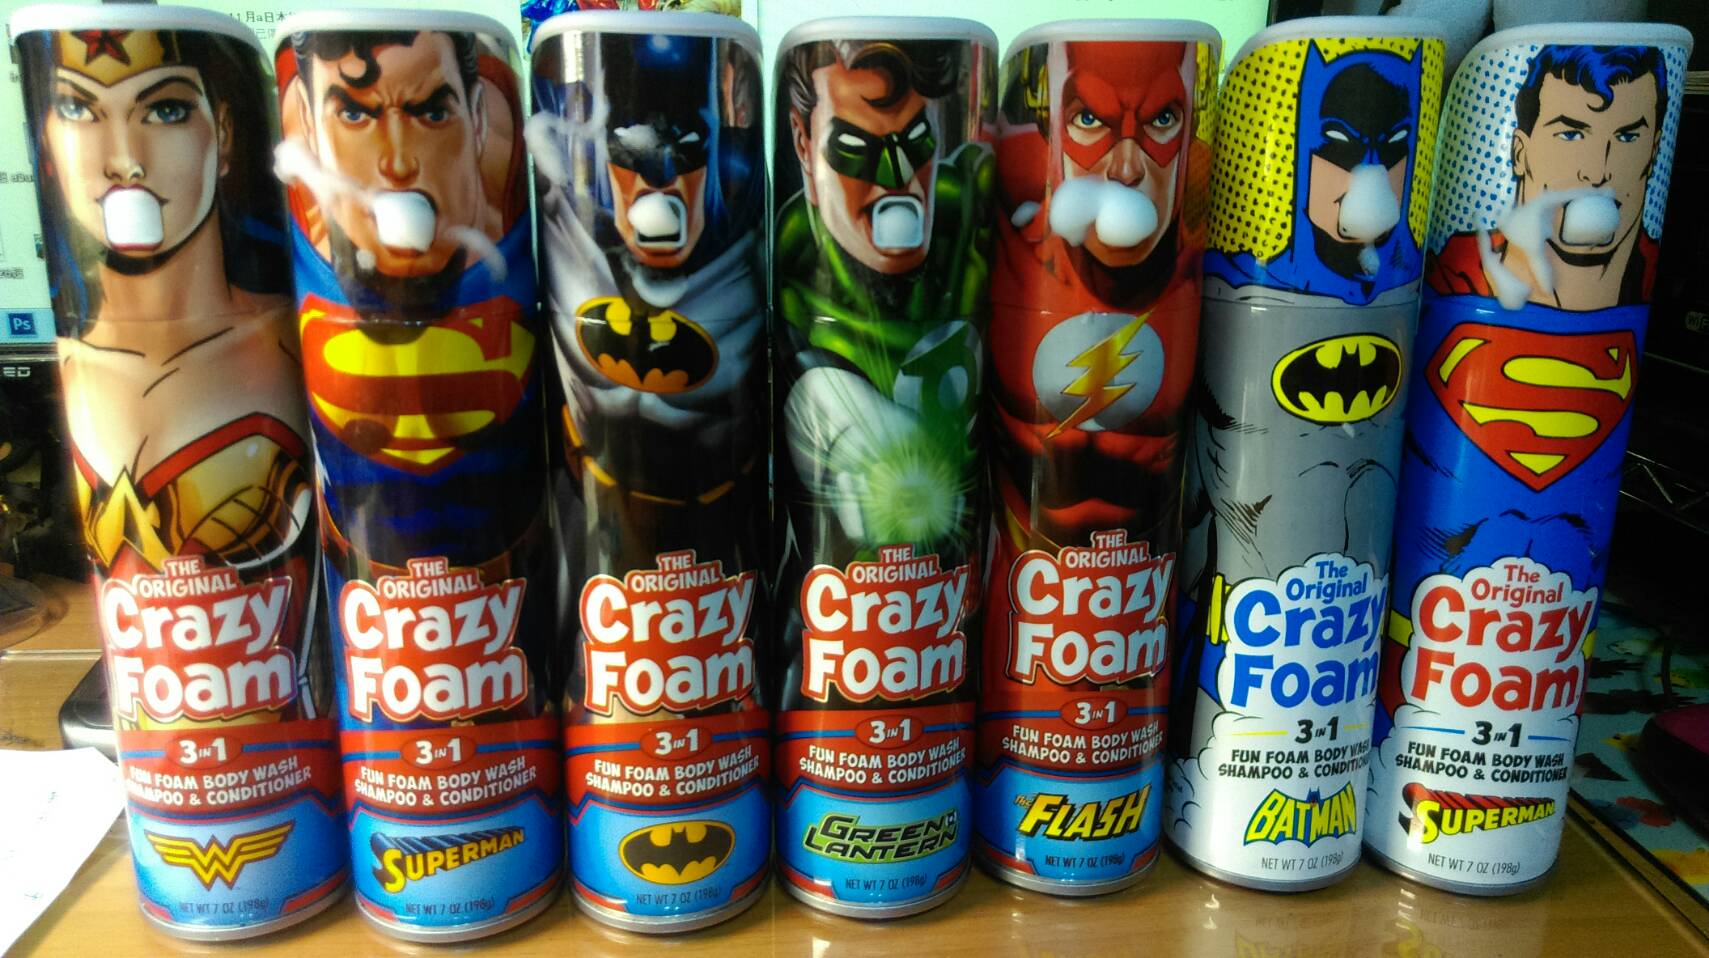 11月a日本
Ps
THE
ORIGINAL
Crazy
Foam
3 IN 1
FUN FOAM BODY WASH
SHAMPOO & CONDITIONER
W
NET WT 7 OZ (198g)
S
THE
ORIGINAL
Crazy
Foam
3 IN 1
FUN FOAM BODY WASH
SHAMPOO & CONDITIONER
SUPERMAN
NET WT 7 OZ (198g)
THE
ORIGINAL
Crazy
Foam
3 IN 1
FUN FOAM BODY WASH
SHAMPOO & CONDITIONER
NET WT 7 OZ (198g)
THE
ORIGINAL
Crazy
Foam
3 IN 1
FUN FOAM BODY WASH
SHAMPOO & CONDITIONER
GREEN
LANTERN
NET WT 7 OZ (198g)
THE
ORIGINAL
Crazy
Foam
3 IN 1
FUN FOAM BODY WASH
SHAMPOO & CONDITIONER
THE FLASH
NET WT 7 OZ (198g)
The
Original
Crazy
Foam
3 IN 1
FUN FOAM BODY WASH
SHAMPOO & CONDITIONER
BATMAN
NET WT 7 OZ (198g)
S
The
Original
Crazy
Foam
3 IN 1
FUN FOAM BODY WASH
SHAMPOO & CONDITIONER
SUPERMAN
NET WT 7 OZ (198g)